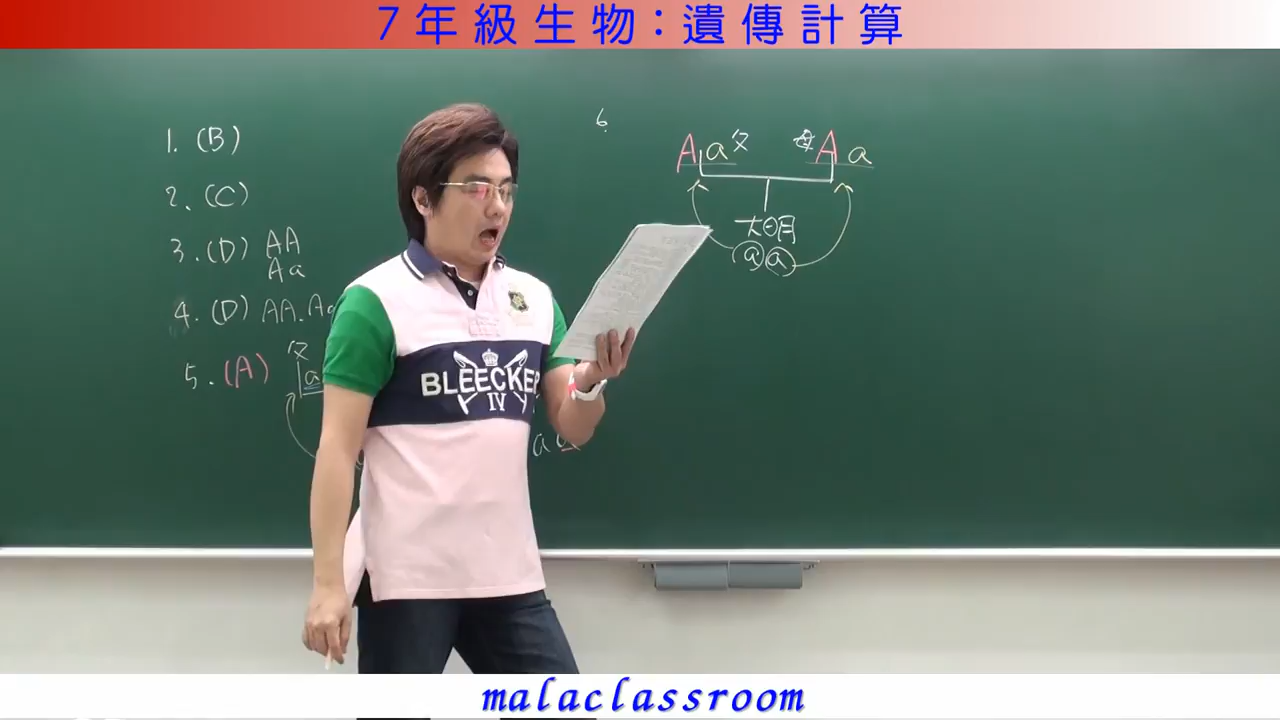 7年級生物:遺傳計算
1. (B)
2. (C)
3. (D) AA
Aa
4. (D) AA. Aa
5. (A) 父
a
a a
6.
Aa父 母Aa
大明
a a
BLEECKER
IV
malaclassroom